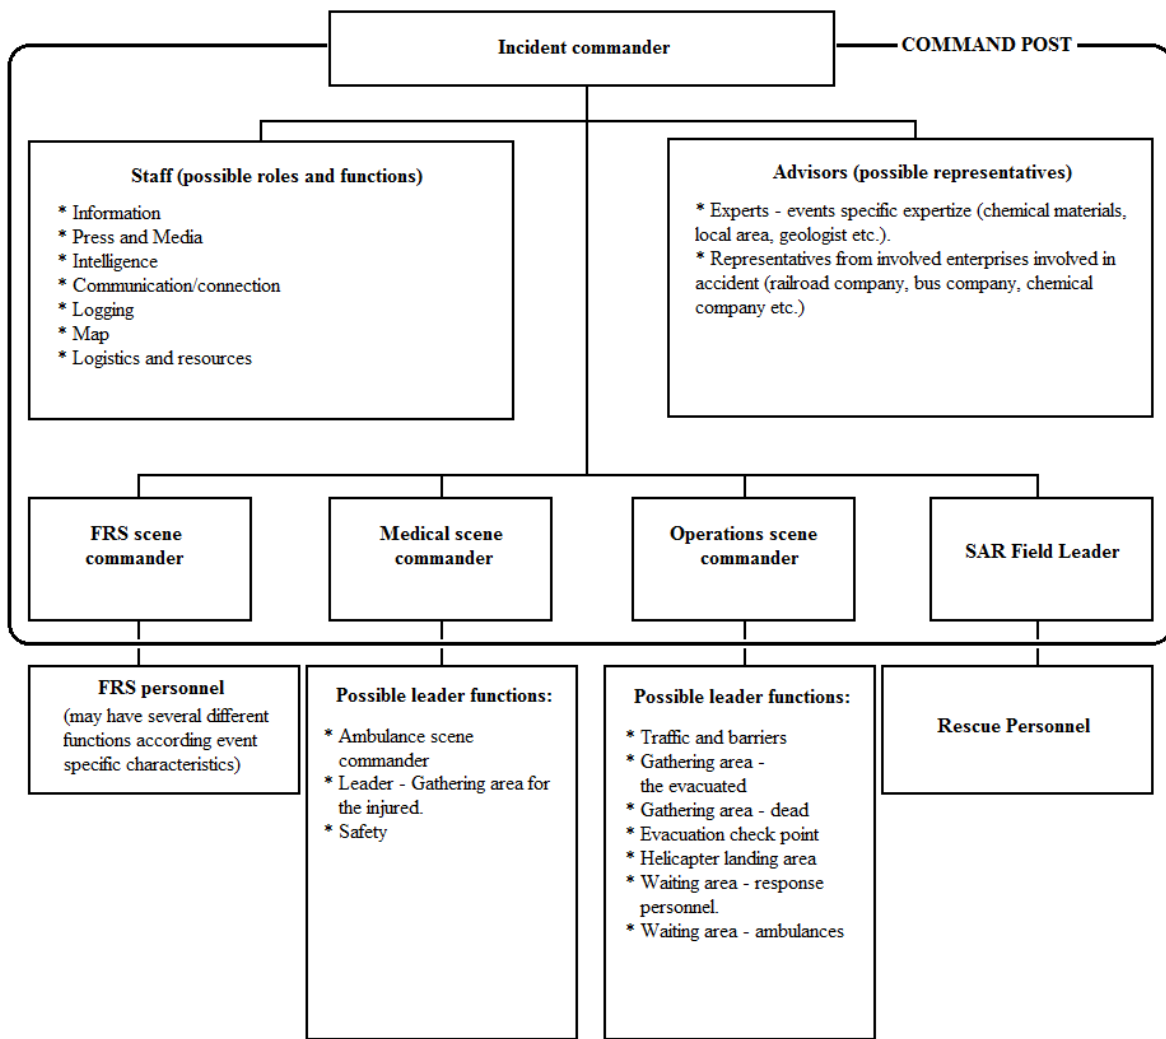 Incident commander
COMMAND POST
Staff (possible roles and functions)
* Information
* Press and Media
* Intelligence
* Communication/connection
* Logging
* Map
* Logistics and resources
Advisors (possible representatives)
* Experts - events specific expertize (chemical materials,
local area, geologist etc.).
* Representatives from involved enterprises involved in
accident (railroad company, bus company, chemical
company etc.)
FRS scene
commander
Medical scene
commander
Operations scene
commander
SAR Field Leader
FRS personnel
(may have several different
functions according event
specific characteristics)
Possible leader functions:
* Ambulance scene
commander
* Leader - Gathering area for
the injured.
* Safety
Possible leader functions:
* Traffic and barriers
* Gathering area -
the evacuated
* Gathering area - dead
* Evacuation check point
* Helicapter landing area
* Waiting area - response
personnel.
* Waiting area - ambulances
Rescue Personnel